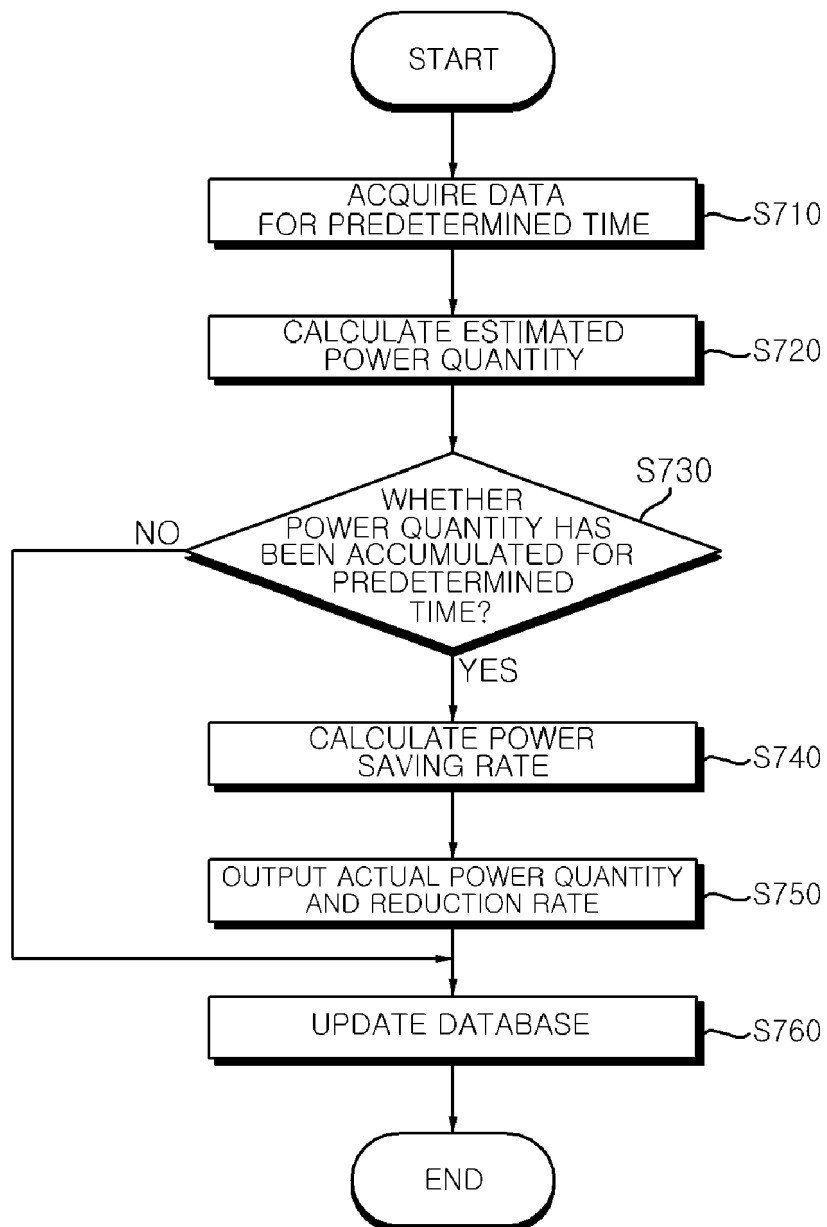 START
ACQUIRE DATA
FOR PREDETERMINED TIME
S710
CALCULATE ESTIMATED
POWER QUANTITY
S720
S730
WHETHER
POWER QUANTITY HAS
BEEN ACCUMULATED FOR
PREDETERMINED
TIME?
NO
YES
CALCULATE POWER
SAVING RATE
S740
OUTPUT ACTUAL POWER QUANTITY
AND REDUCTION RATE
S750
UPDATE DATABASE
S760
END